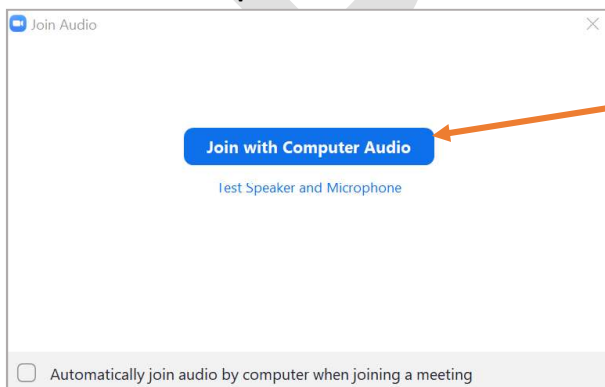 Join Audio
Join with Computer Audio
Test Speaker and Microphone
Automatically join audio by computer when joining a meeting